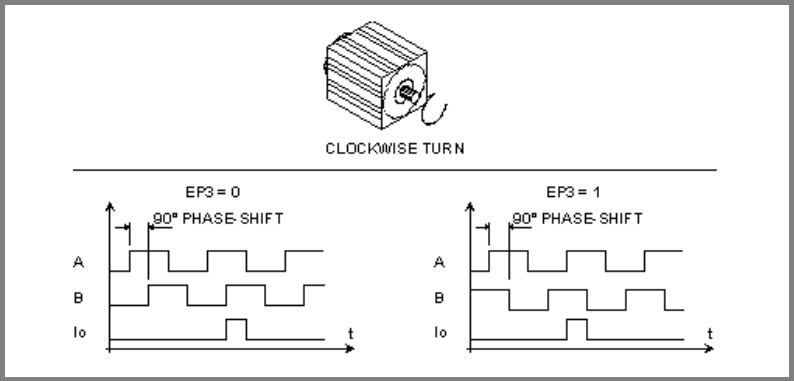 CLOCKWISE TURN
EP3 = 0
90° PHASE-SHIFT
A
B
Io
t
EP3 = 1
90° PHASE-SHIFT
A
B
Io
t